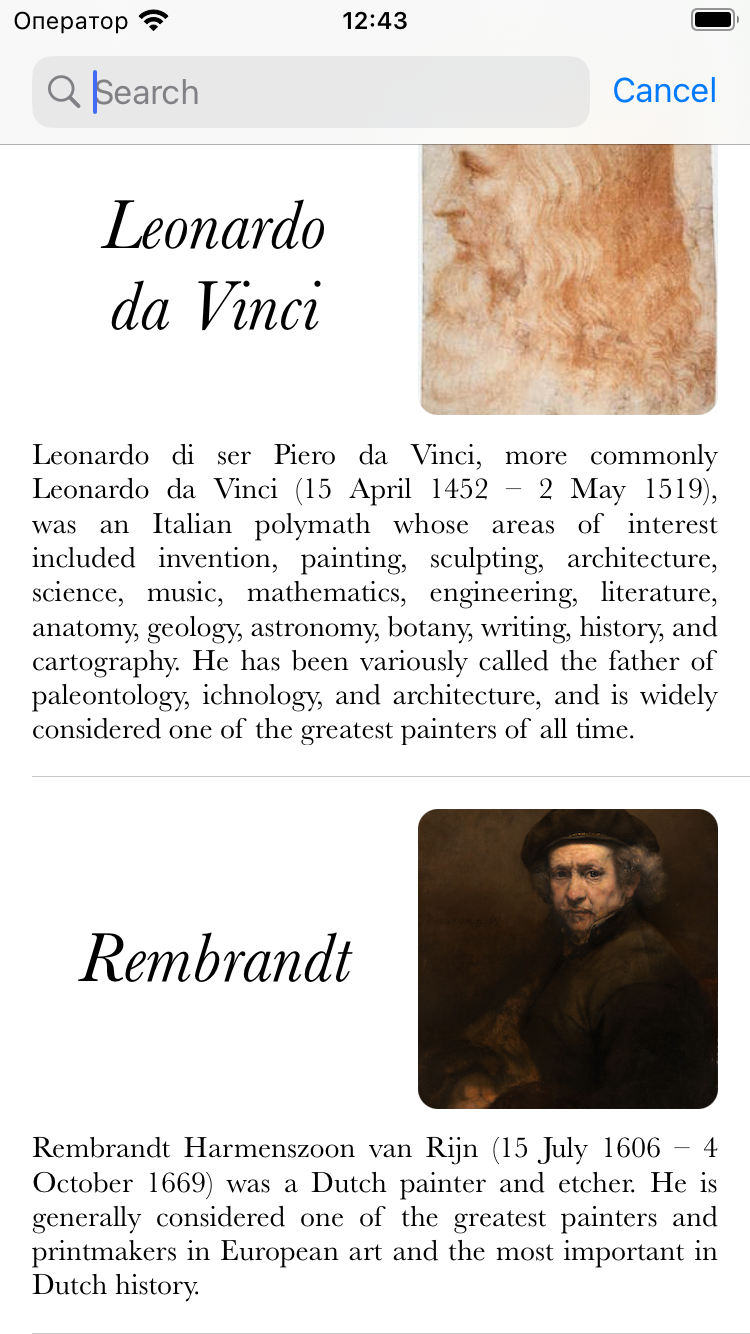 Оператор 12:43
Search Cancel
Leonardo
da Vinci
Leonardo di ser Piero da Vinci, more commonly
Leonardo da Vinci (15 April 1452 – 2 May 1519),
was an Italian polymath whose areas of interest
included invention, painting, sculpting, architecture,
science, music, mathematics, engineering, literature,
anatomy, geology, astronomy, botany, writing, history, and
cartography. He has been variously called the father of
paleontology, ichnology, and architecture, and is widely
considered one of the greatest painters of all time.
Rembrandt
Rembrandt Harmenszoon van Rijn (15 July 1606 – 4
October 1669) was a Dutch painter and etcher. He is
generally considered one of the greatest painters and
printmakers in European art and the most important in
Dutch history.